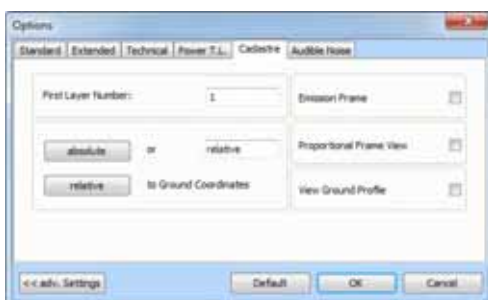 Options
Standard Extended Technical Power T.L. Cadastre Audible Noise
First Layer Number: 1
Emission Frame
absolute or relative
Proportional Frame View
relative to Ground Coordinates
View Ground Profile
<< adv. Settings Default OK Cancel